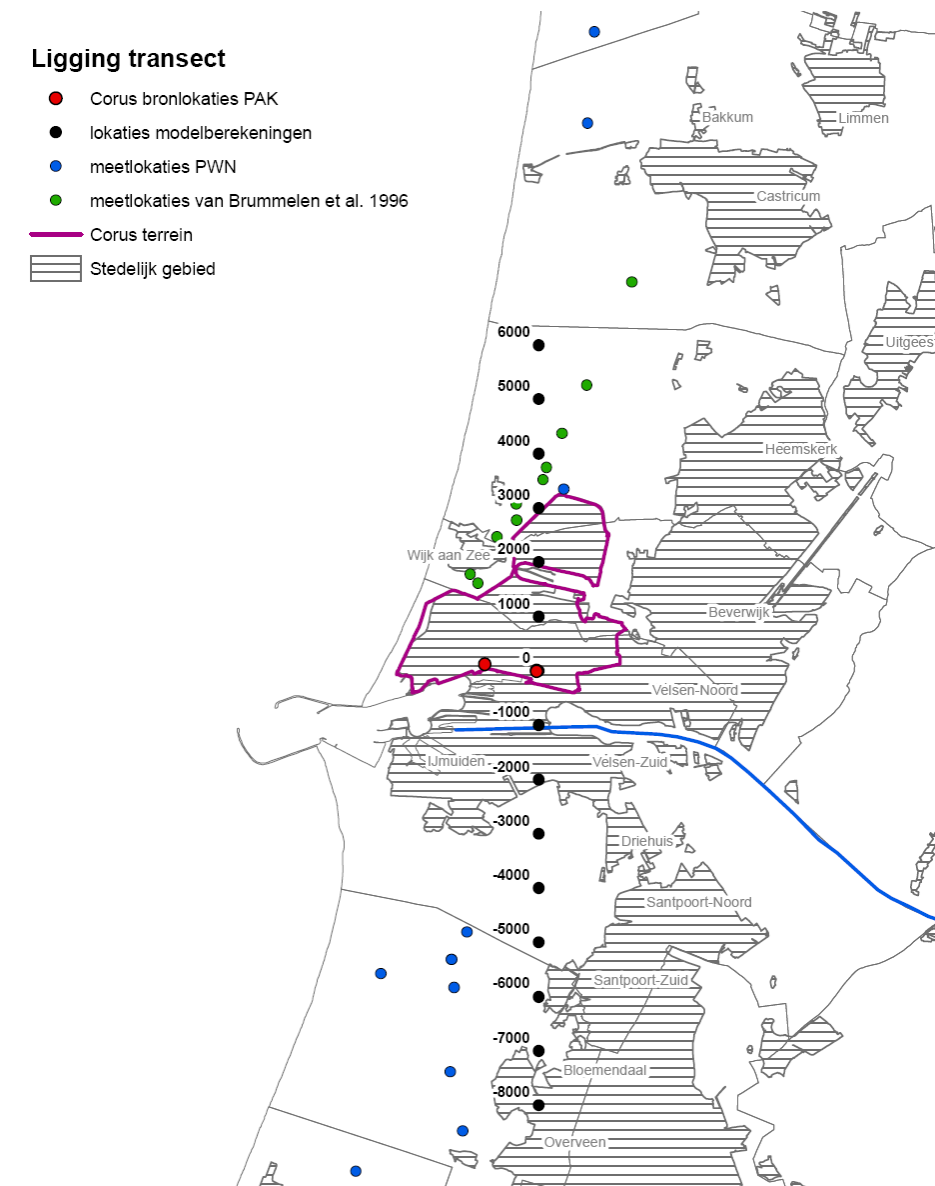 Ligging transect
Corus bronlokaties PAK
lokaties modelberekeningen
meetlokaties PWN
meetlokaties van Brummelen et al. 1996
Corus terrein
Stedelijk gebied
Bakkum
Limmen
Castricum
6000
Uitgees
5000
4000
Heemskerk
3000
2000
Wijk aan Zee
1000
Beverwijk
0
Velsen-Noord
-1000
IJmuiden
-2000
Velsen-Zuid
-3000
Driehuis
-4000
Santpoort-Noord
-5000
-6000
Santpoort-Zuid
-7000
Bloemendaal
-8000
Overveen